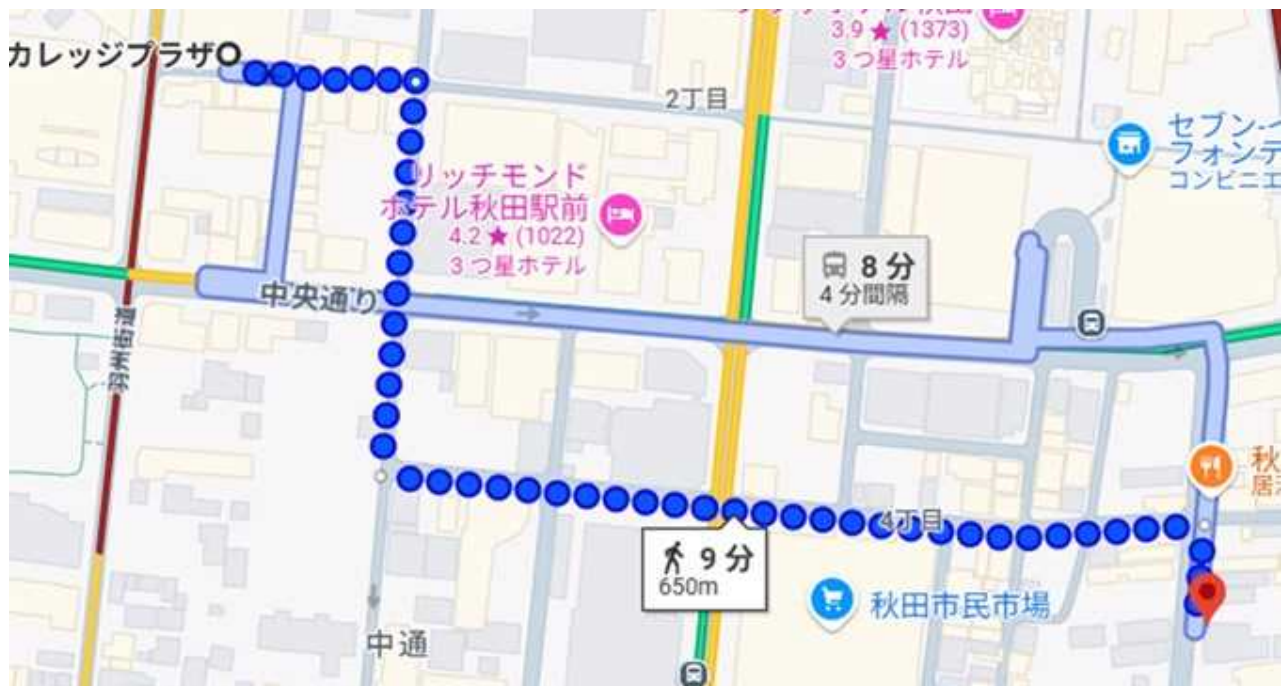 3.9 ★ (1373)
3 つ星ホテル
カレッジプラザ
2丁目
セブン-イ
フォンテ
コンビニエ
リッチモンド
ホテル秋田駅前
4.2 ★ (1022)
3 つ星ホテル
8 分
4 分間隔
中央通り
羽州街道
秋
4丁目
9 分
650m
秋田市民市場
中通